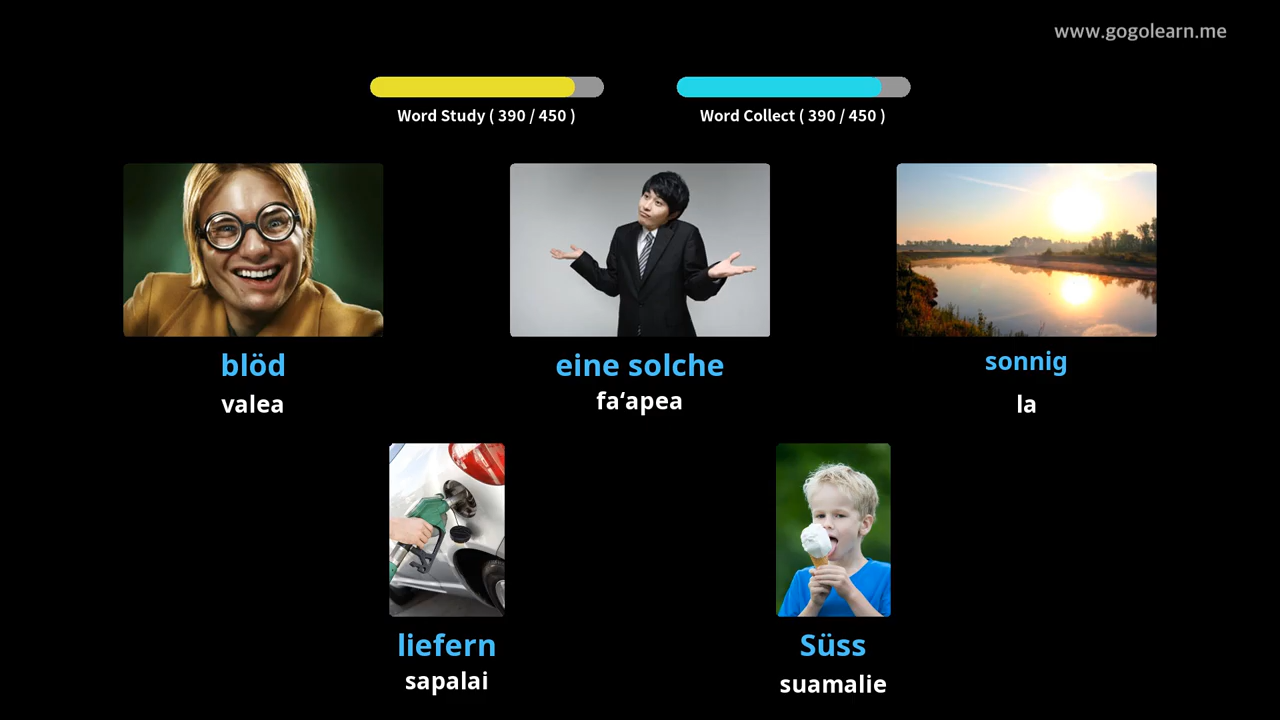 www.gogolearn.me
Word Study ( 390 / 450 )
Word Collect ( 390 / 450 )
blöd
valea
eine solche
fa‘apea
sonnig
la
liefern
sapalai
Süss
suamalie